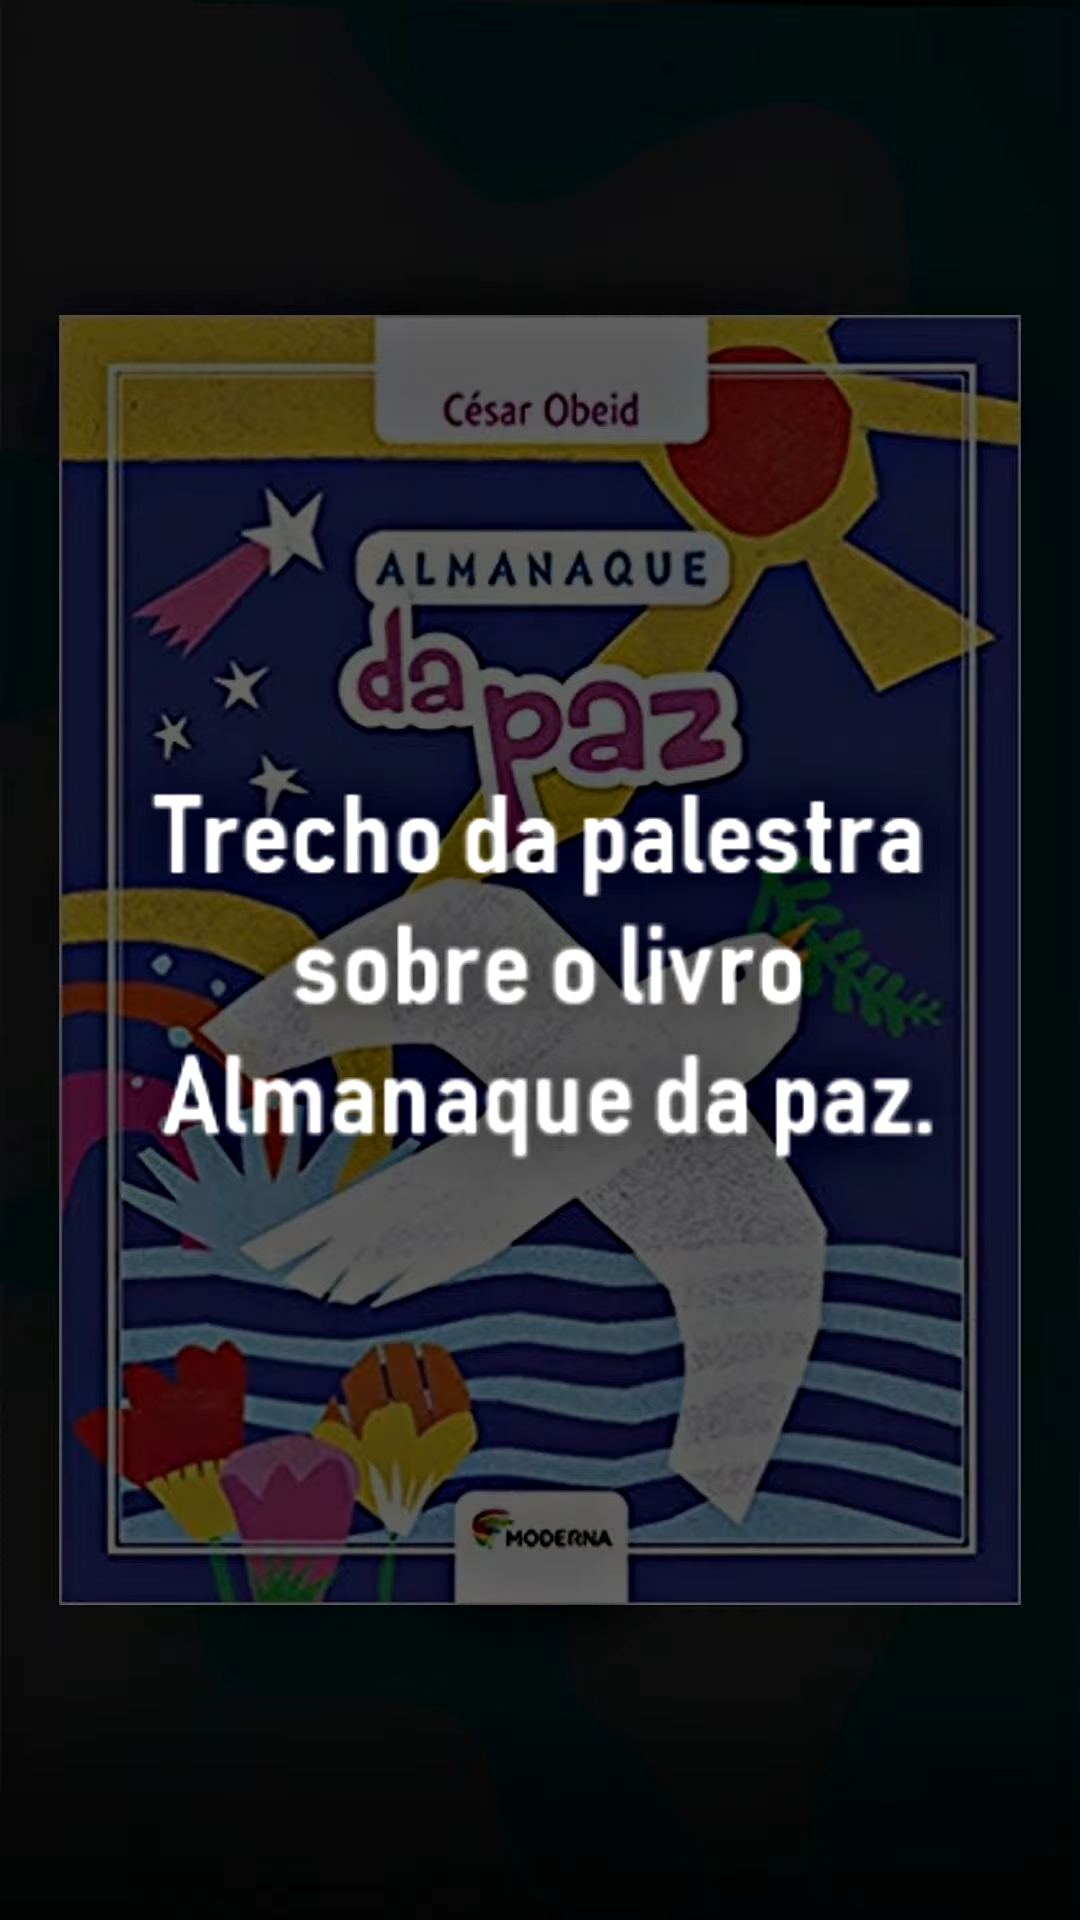 César Obeid
ALMANAQUE
da paz
Trecho da palestra
sobre o livro
Almanaque da paz.
MODERNA